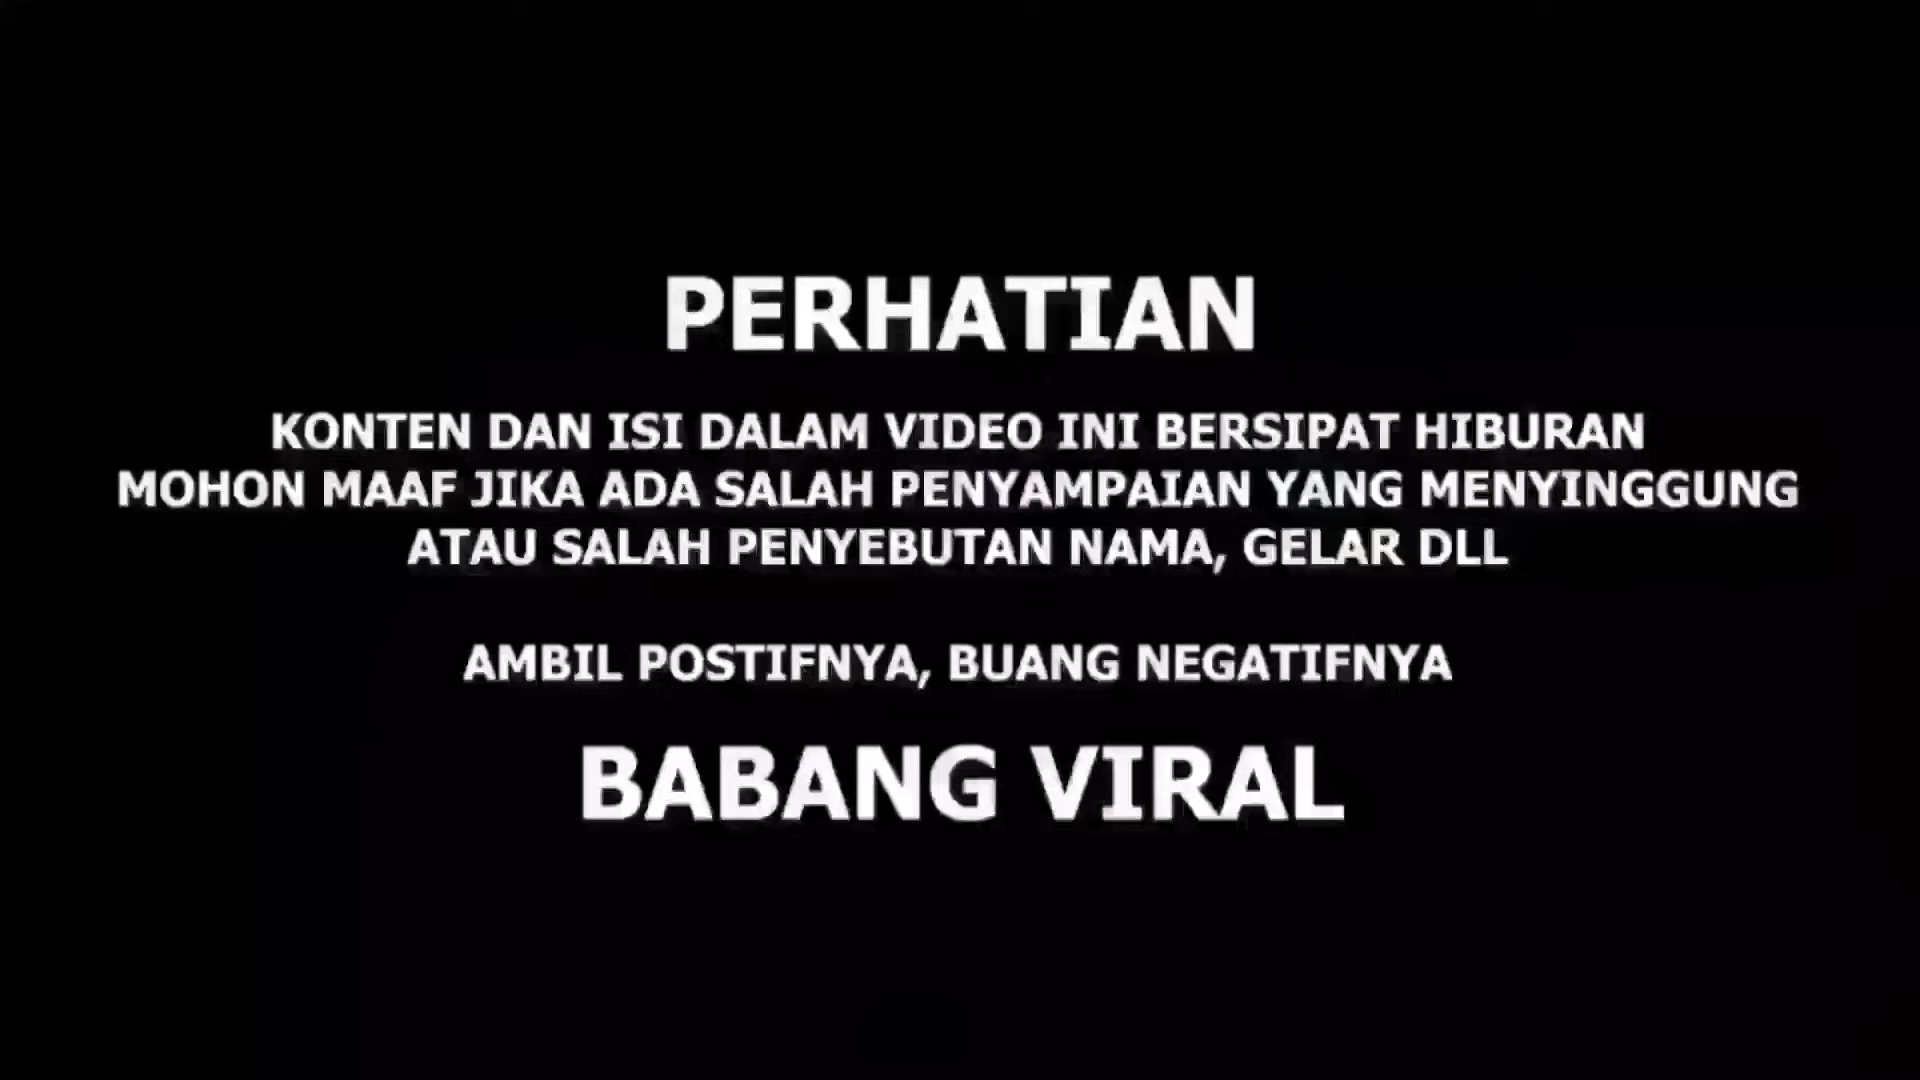 PERHATIAN
KONTEN DAN ISI DALAM VIDEO INI BERSIPAT HIBURAN
MOHON MAAF JIKA ADA SALAH PENYAMPAIAN YANG MENYINGGUNG
ATAU SALAH PENYEBUTAN NAMA, GELAR DLL
AMBIL POSTIFNYA, BUANG NEGATIFNYA
BABANG VIRAL